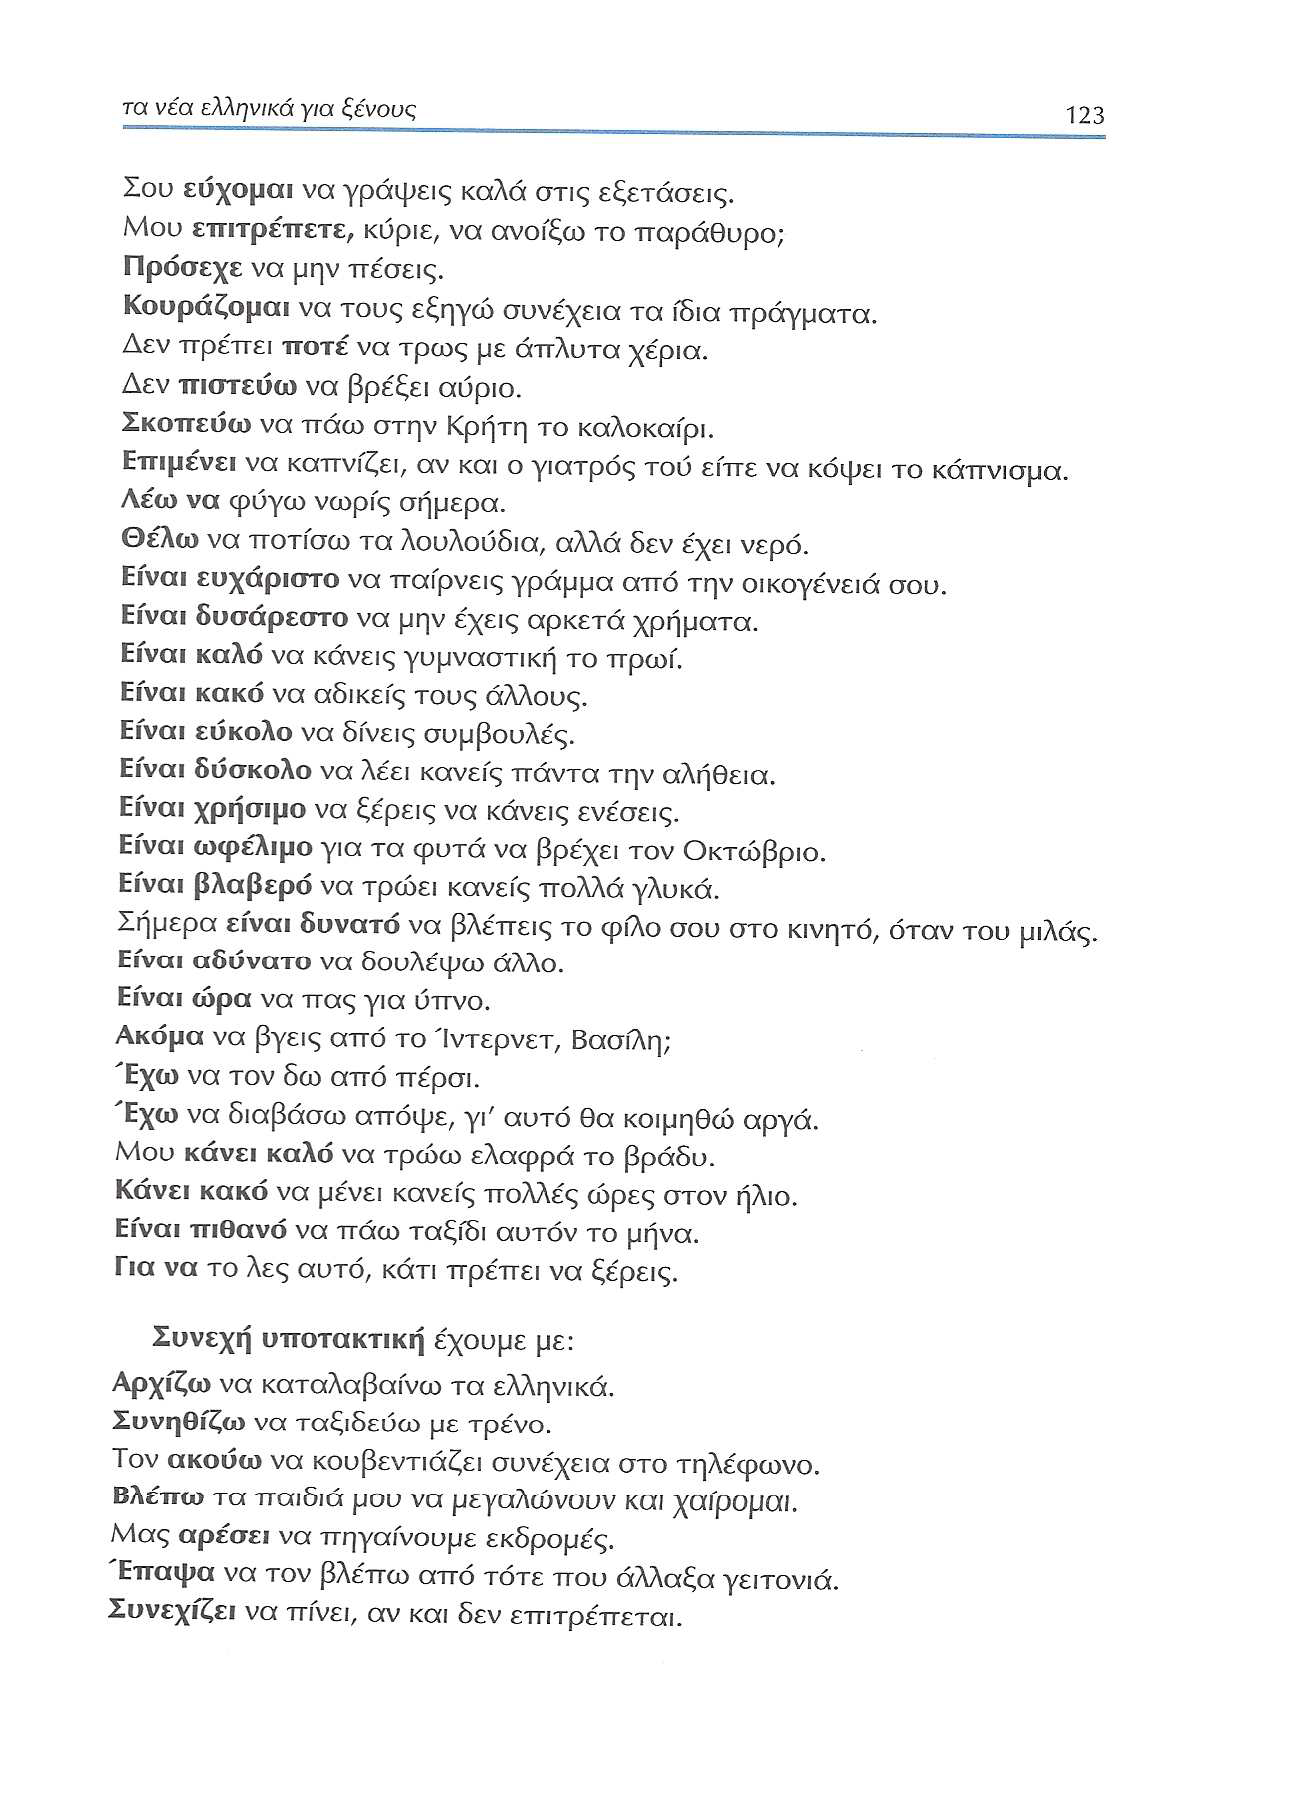 τα νέα ελληνικά για ξένους 123
Σου εύχομαι να γράψεις καλά στις εξετάσεις.
Μου επιτρέπετε, κύριε, να ανοίξω το παράθυρο;
Πρόσεχε να μην πέσεις.
Κουράζομαι να τους εξηγώ συνέχεια τα ίδια πράγματα.
Δεν πρέπει ποτέ να τρως με άπλυτα χέρια.
Δεν πιστεύω να βρέξει αύριο.
Σκοπεύω να πάω στην Κρήτη το καλοκαίρι.
Επιμένει να καπνίζει, αν και ο γιατρός τού είπε να κόψει το κάπνισμα.
Λέω να φύγω νωρίς σήμερα.
Θέλω να ποτίσω τα λουλούδια, αλλά δεν έχει νερό.
Είναι ευχάριστο να παίρνεις γράμμα από την οικογένειά σου.
Είναι δυσάρεστο να μην έχεις αρκετά χρήματα.
Είναι καλό να κάνεις γυμναστική το πρωί.
Είναι κακό να αδικείς τους άλλους.
Είναι εύκολο να δίνεις συμβουλές.
Είναι δύσκολο να λέει κανείς πάντα την αλήθεια.
Είναι χρήσιμο να ξέρεις να κάνεις ενέσεις.
Είναι ωφέλιμο για τα φυτά να βρέχει τον Οκτώβριο.
Είναι βλαβερό να τρώει κανείς πολλά γλυκά.
Σήμερα είναι δυνατό να βλέπεις το φίλο σου στο κινητό, όταν του μιλάς.
Είναι αδύνατο να δουλέψω άλλο.
Είναι ώρα να πας για ύπνο.
Ακόμα να βγεις από το Ίντερνετ, Βασίλη;
Έχω να τον δω από πέρσι.
Έχω να διαβάσω απόψε, γι' αυτό θα κοιμηθώ αργά.
Μου κάνει καλό να τρώω ελαφρά το βράδυ.
Κάνει κακό να μένει κανείς πολλές ώρες στον ήλιο.
Είναι πιθανό να πάω ταξίδι αυτόν το μήνα.
Για να το λες αυτό, κάτι πρέπει να ξέρεις.
Συνεχή υποτακτική έχουμε με:
Αρχίζω να καταλαβαίνω τα ελληνικά.
Συνηθίζω να ταξιδεύω με τρένο.
Τον ακούω να κουβεντιάζει συνέχεια στο τηλέφωνο.
Βλέπω τα παιδιά μου να μεγαλώνουν και χαίρομαι.
Μας αρέσει να πηγαίνουμε εκδρομές.
Έπαψα να τον βλέπω από τότε που άλλαξα γειτονιά.
Συνεχίζει να πίνει, αν και δεν επιτρέπεται.